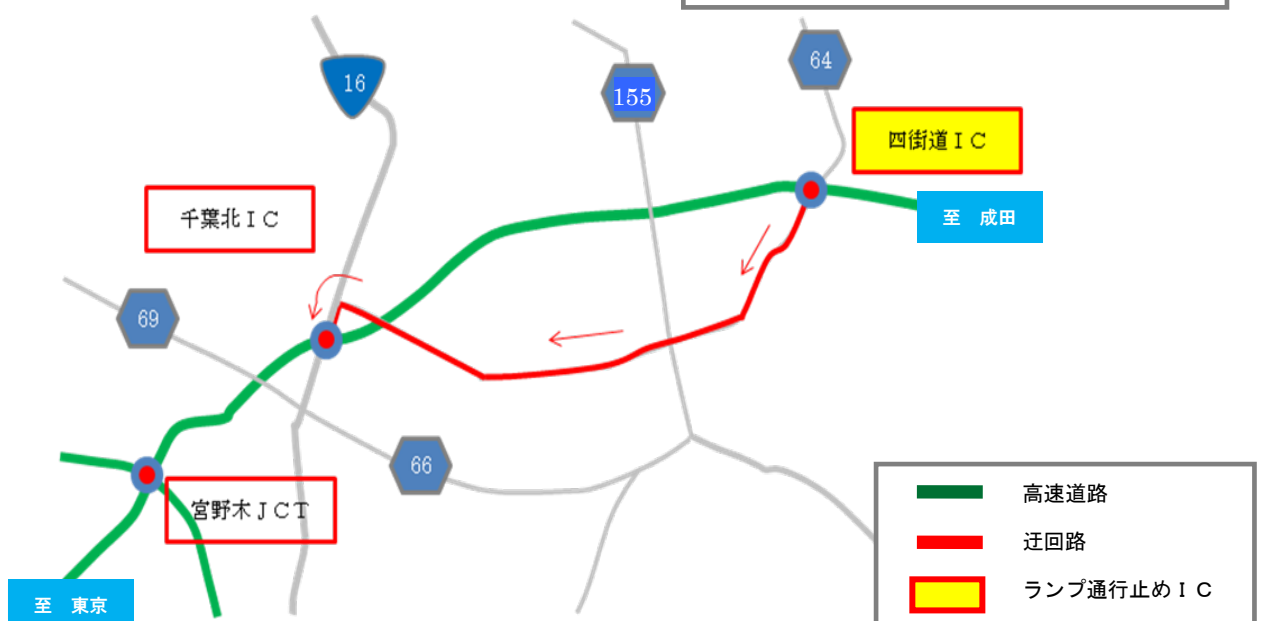 64
16
155
四街道ＩＣ
至　成田
千葉北ＩＣ
69
66
宮野木ＪＣＴ
高速道路
迂回路
ランプ通行止めＩＣ
至　東京